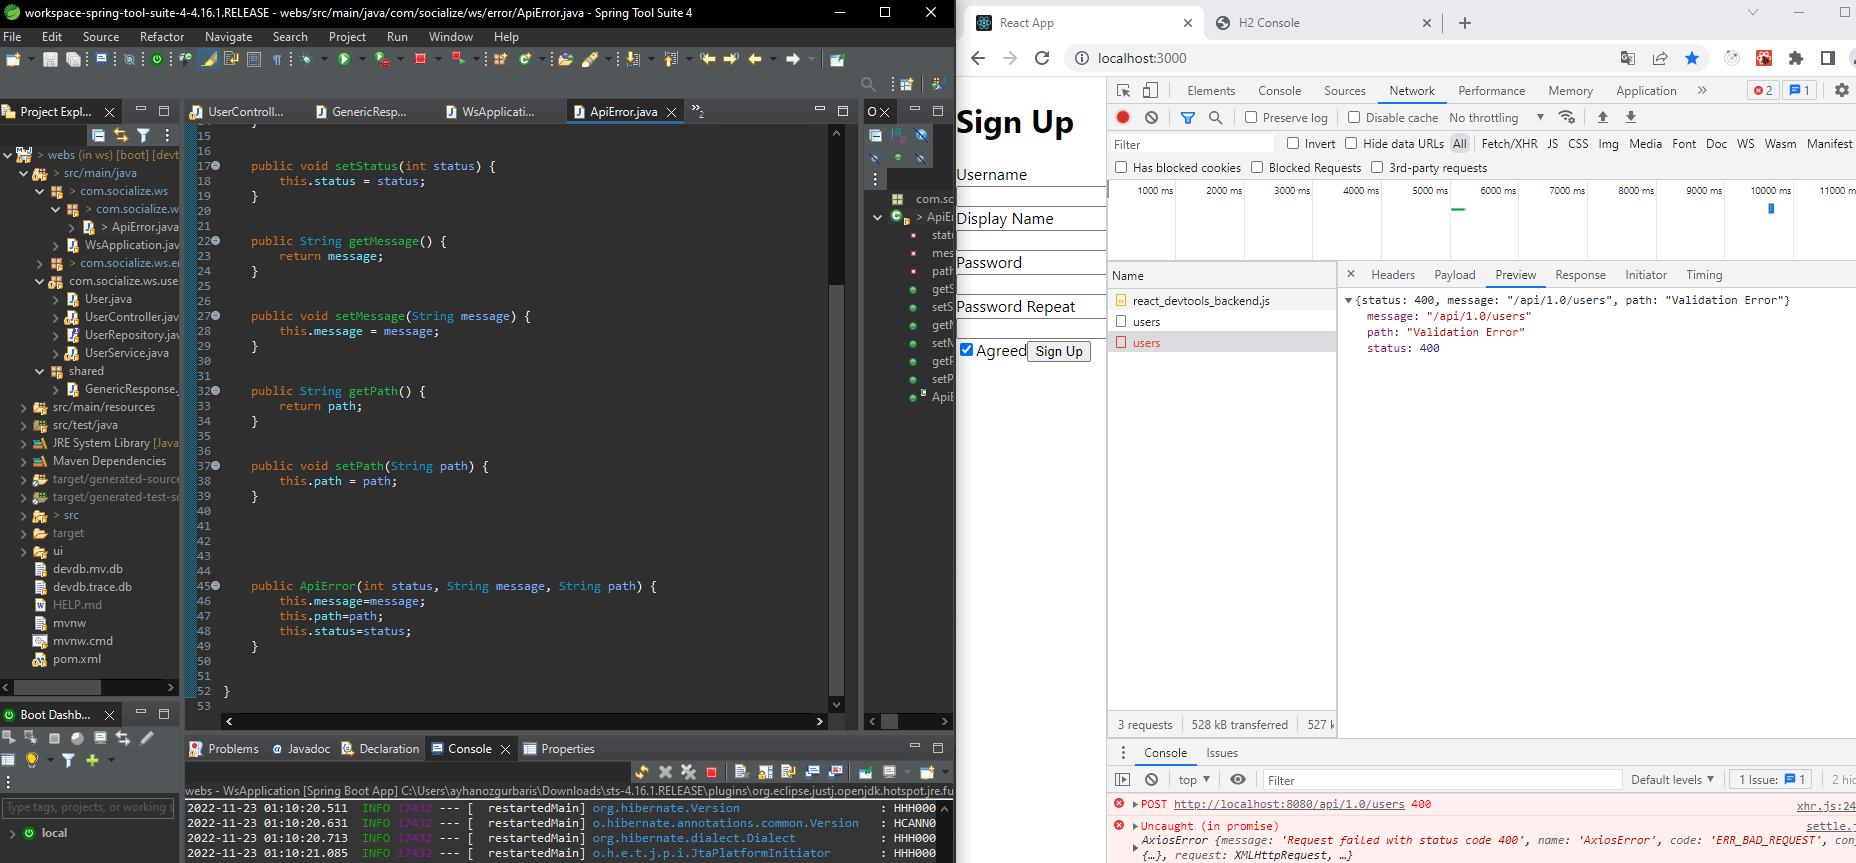 workspace-spring-tool-suite-4-4.16.1.RELEASE - webs/src/main/java/com/socialize/ws/error/ApiError.java - Spring Tool Suite 4
File Edit Source Refactor Navigate Search Project Run Window Help
Project Expl...
> webs (in ws) [boot] [devt
> src/main/java
> com.socialize.ws
> com.socialize.w
> ApiError.java
WsApplication.jav
> com.socialize.ws.er
com.socialize.ws.use
User.java
UserController.jav
UserRepository.jav
UserService.java
shared
GenericResponse.
src/main/resources
src/test/java
JRE System Library [Java
Maven Dependencies
target/generated-source
target/generated-test-so
> src
target
ui
devdb.mv.db
devdb.trace.db
HELP.md
mvnw
mvnw.cmd
pom.xml
Boot Dashb...
Type tags, projects, or working s
local
UserControll... GenericResp... WsApplicati... ApiError.java »2
15
16
17 public void setStatus(int status) {
18 this.status = status;
19 }
20
21
22 public String getMessage() {
23 return message;
24 }
25
26
27 public void setMessage(String message) {
28 this.message = message;
29 }
30
31
32 public String getPath() {
33 return path;
34 }
35
36
37 public void setPath(String path) {
38 this.path = path;
39 }
40
41
42
43
44
45 public ApiError(int status, String message, String path) {
46 this.message=message;
47 this.path=path;
48 this.status=status;
49 }
50
51
52 }
53
O
com.so
> ApiE
statu
mes
path
getS
setS
getM
setM
getP
setP
ApiE
Problems Javadoc Declaration Console Properties
webs - WsApplication [Spring Boot App] C:\Users\ayhanozgurbaris\Downloads\sts-4.16.1.RELEASE\plugins\org.eclipse.justj.openjdk.hotspot.jre.fu
2022-11-23 01:10:20.511 INFO 17432 --- [ restartedMain] org.hibernate.Version : HHH000
2022-11-23 01:10:20.631 INFO 17432 --- [ restartedMain] o.hibernate.annotations.common.Version : HCANN0
2022-11-23 01:10:20.713 INFO 17432 --- [ restartedMain] org.hibernate.dialect.Dialect : HHH000
2022-11-23 01:10:21.085 INFO 17432 --- [ restartedMain] o.h.e.t.j.p.i.JtaPlatformInitiator : HHH000
React App H2 Console
localhost:3000
Sign Up
Username
Display Name
Password
Password Repeat
Agreed Sign Up
Elements Console Sources Network Performance Memory Application » 2 1
Preserve log Disable cache No throttling
Filter Invert Hide data URLs All Fetch/XHR JS CSS Img Media Font Doc WS Wasm Manifest
Has blocked cookies Blocked Requests 3rd-party requests
1000 ms 2000 ms 3000 ms 4000 ms 5000 ms 6000 ms 7000 ms 8000 ms 9000 ms 10000 ms 11000 m
Name
react_devtools_backend.js
users
users
Headers Payload Preview Response Initiator Timing
{status: 400, message: "/api/1.0/users", path: "Validation Error"}
message: "/api/1.0/users"
path: "Validation Error"
status: 400
3 requests 528 kB transferred 527 k
Console Issues
top Filter Default levels 1 Issue: 1 2 hid
POST http://localhost:8080/api/1.0/users 400 xhr.js:24
Uncaught (in promise) settle.j
AxiosError {message: 'Request failed with status code 400', name: 'AxiosError', code: 'ERR_BAD_REQUEST', con
{…}, request: XMLHttpRequest, …}